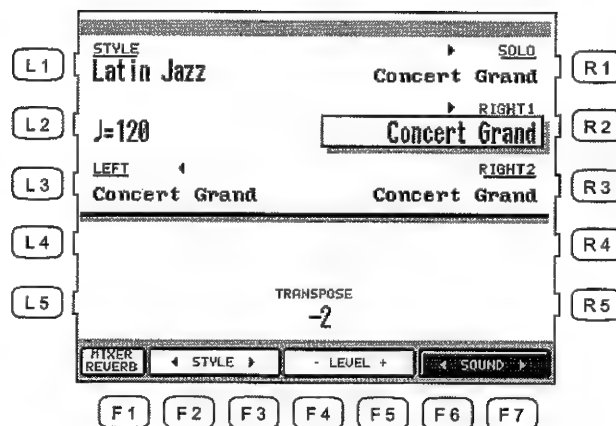 L1 STYLE ▶ SOLO R1
Latin Jazz Concert Grand
L2 ♩=120 ▶ RIGHT1 R2
Concert Grand
L3 LEFT ◀ RIGHT2 R3
Concert Grand Concert Grand
L4 R4
L5 TRANSPOSE R5
-2
MIXER
REVERB ◀ STYLE ▶ - LEVEL + ◀ SOUND ▶
F1 F2 F3 F4 F5 F6 F7